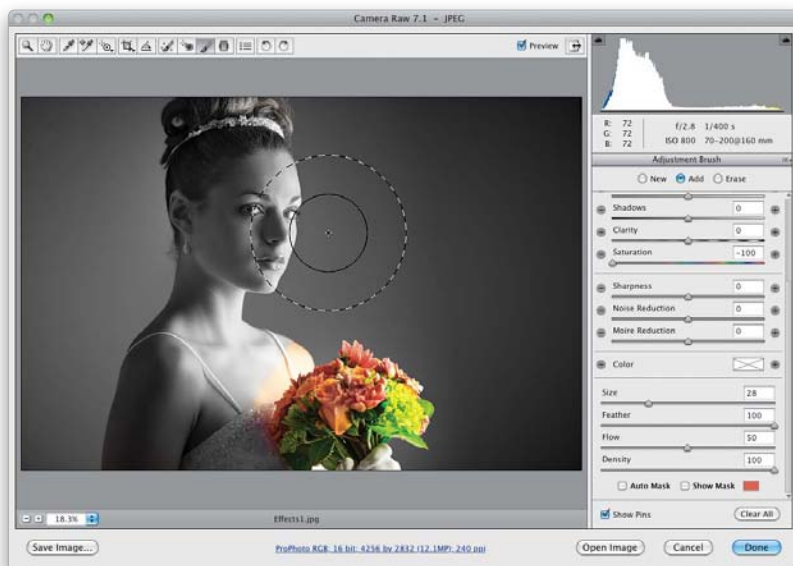 Camera Raw 7.1 – JPEG
Preview
R: 72
G: 72
B: 72
f/2.8 1/400 s
ISO 800 70-200@160 mm
Adjustment Brush
New Add Erase
Shadows 0
Clarity 0
Saturation -100
Sharpness 0
Noise Reduction 0
Moire Reduction 0
Color
Size 28
Feather 100
Flow 50
Density 100
Auto Mask Show Mask
Show Pins Clear All
18.3% Effects1.jpg
Save Image... ProPhoto RGB; 16 bit; 4256 by 2832 (12.1MP); 240 ppi Open Image Cancel Done